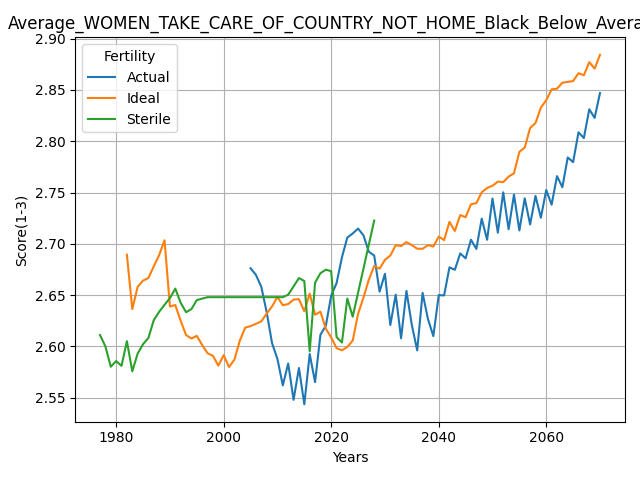 Average_WOMEN_TAKE_CARE_OF_COUNTRY_NOT_HOME_Black_Below_Avera
Fertility
Actual
Ideal
Sterile
2.90
2.85
2.80
2.75
2.70
2.65
2.60
2.55
Score(1-3)
1980 2000 2020 2040 2060
Years